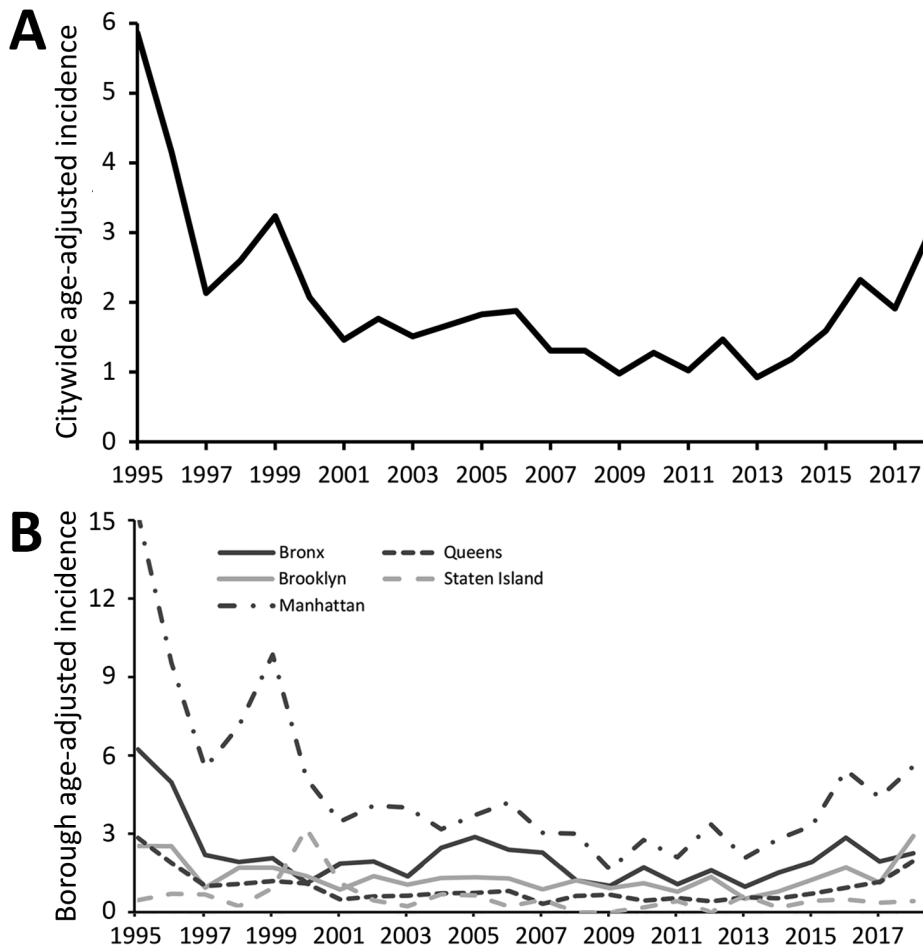 A
Citywide age-adjusted incidence
6
5
4
3
2
1
0
1995 1997 1999 2001 2003 2005 2007 2009 2011 2013 2015 2017
B
Borough age-adjusted incidence
15
12
9
6
3
0
Bronx Queens
Brooklyn Staten Island
Manhattan
1995 1997 1999 2001 2003 2005 2007 2009 2011 2013 2015 2017